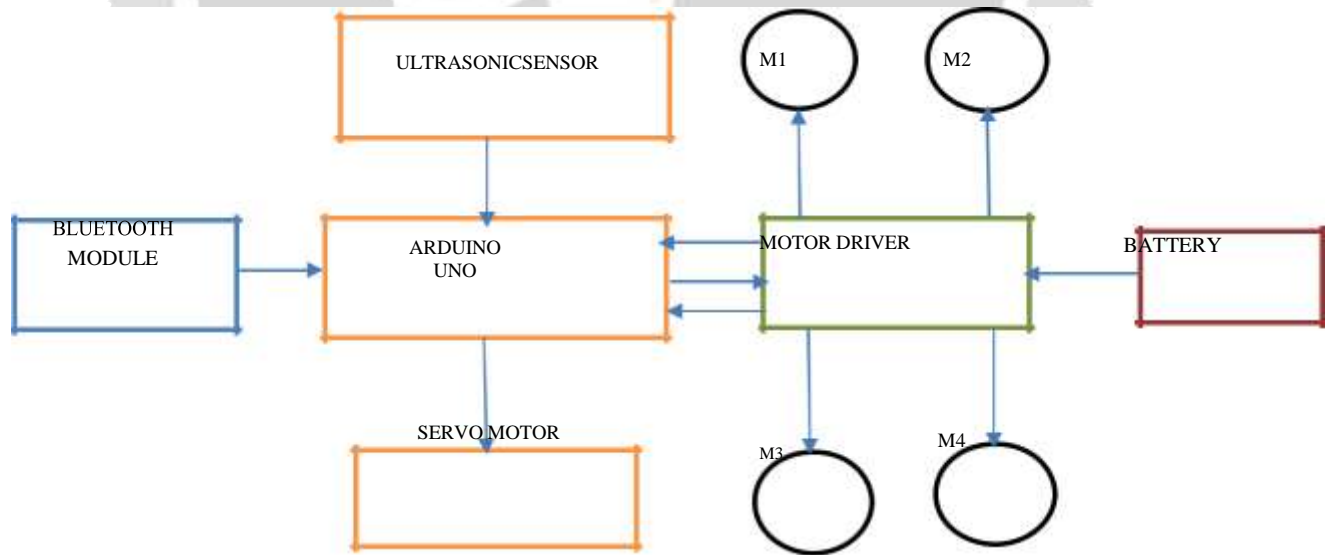 ULTRASONICSENSOR
M1
M2
BLUETOOTH
MODULE
ARDUINO
UNO
MOTOR DRIVER
BATTERY
SERVO MOTOR
M3
M4